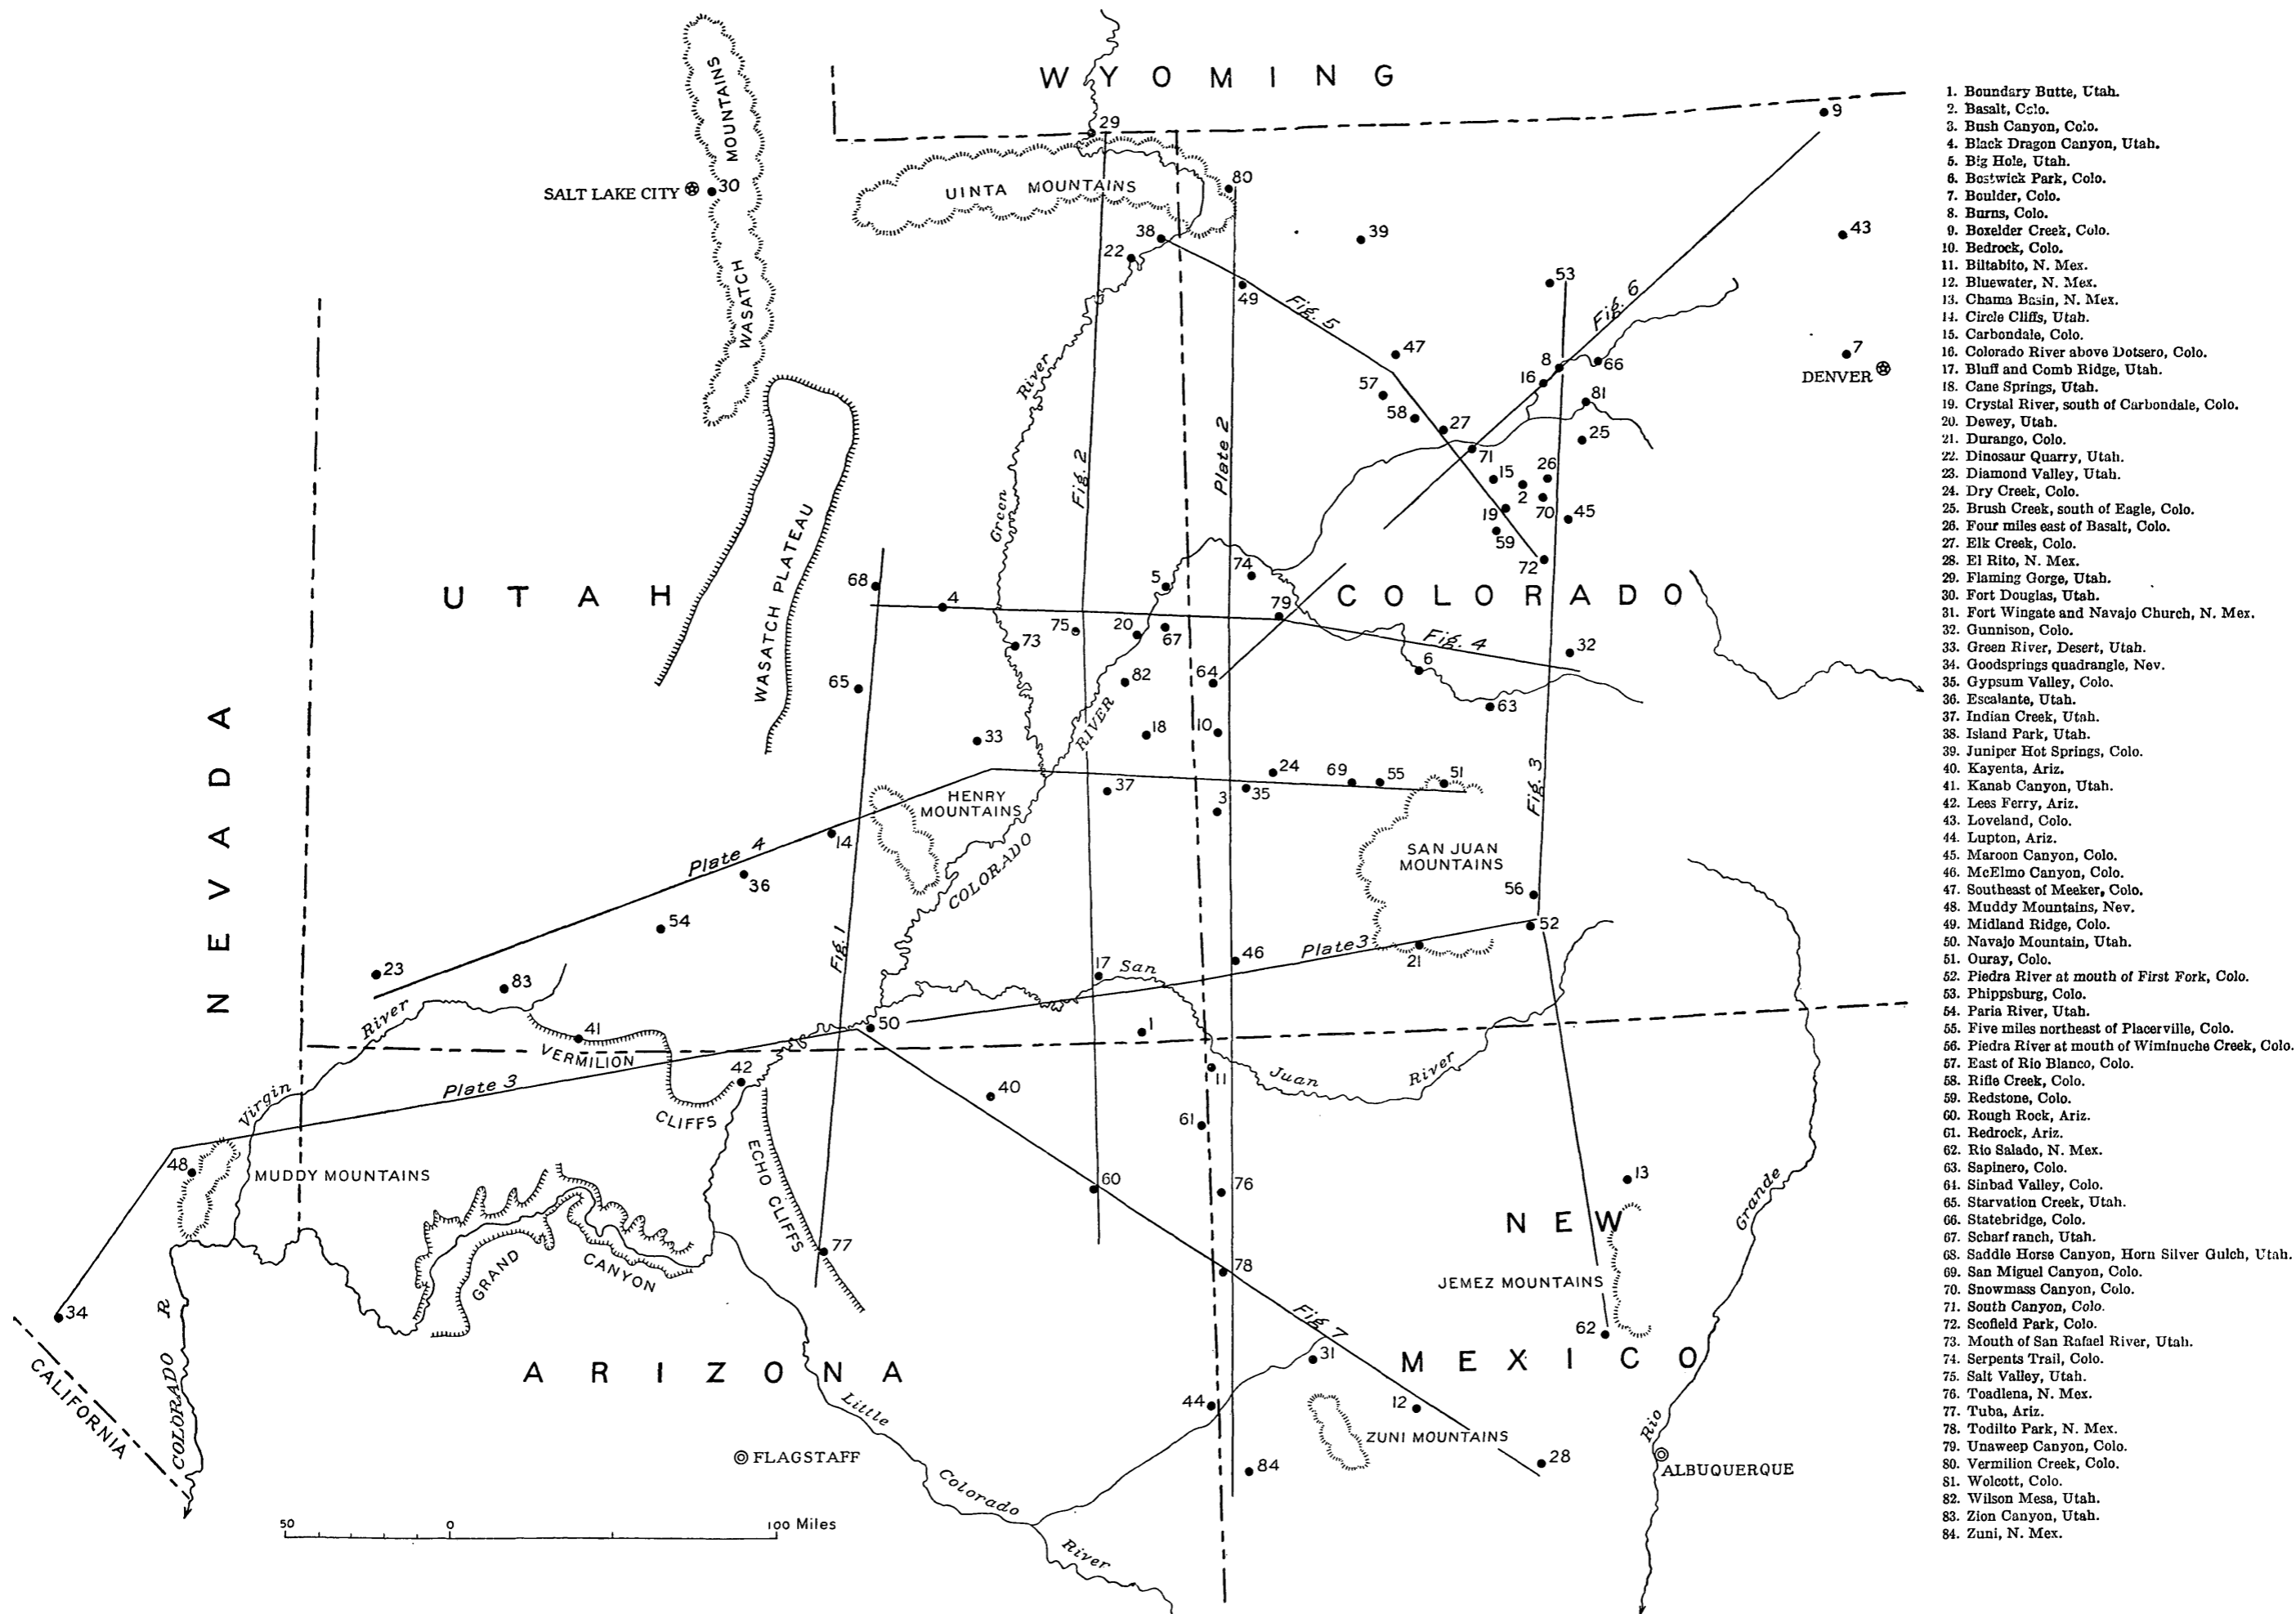 WYOMING
29
9
SALT LAKE CITY
30
WASATCH MOUNTAINS
UINTA MOUNTAINS
80
38
39
43
22
49
53
Fig. 5
Fig. 6
47
7
8
66
DENVER
16
57
81
58
27
25
Green River
Fig. 2
Plate 2
71
15
26
2
70
45
19
59
72
WASATCH PLATEAU
UTAH
68
4
5
74
COLORADO
79
75
20
67
73
Fig. 4
32
6
65
82
64
63
NEVADA
33
RIVER
18
10
24
69
55
51
37
35
3
Fig. 3
HENRY
MOUNTAINS
14
Plate 4
36
COLORADO
SAN JUAN
MOUNTAINS
56
54
52
Fig. 1
46
Plate 3
21
23
83
17
San
50
1
River
41
VERMILION
42
Virgin
Plate 3
CLIFFS
40
11
Juan
River
61
48
MUDDY MOUNTAINS
ECHO CLIFFS
60
76
13
NEW
Grande
77
GRAND
CANYON
78
JEMEZ MOUNTAINS
Fig 7
62
34
31
MEXICO
COLORADO R
CALIFORNIA
ARIZONA
Little
44
12
ZUNI MOUNTAINS
FLAGSTAFF
84
28
Rio
ALBUQUERQUE
Colorado
River
50 0 100 Miles
1. Boundary Butte, Utah.
2. Basalt, Colo.
3. Bush Canyon, Colo.
4. Black Dragon Canyon, Utah.
5. Big Hole, Utah.
6. Bostwick Park, Colo.
7. Boulder, Colo.
8. Burns, Colo.
9. Boxelder Creek, Colo.
10. Bedrock, Colo.
11. Biltabito, N. Mex.
12. Bluewater, N. Mex.
13. Chama Basin, N. Mex.
14. Circle Cliffs, Utah.
15. Carbondale, Colo.
16. Colorado River above Dotsero, Colo.
17. Bluff and Comb Ridge, Utah.
18. Cane Springs, Utah.
19. Crystal River, south of Carbondale, Colo.
20. Dewey, Utah.
21. Durango, Colo.
22. Dinosaur Quarry, Utah.
23. Diamond Valley, Utah.
24. Dry Creek, Colo.
25. Brush Creek, south of Eagle, Colo.
26. Four miles east of Basalt, Colo.
27. Elk Creek, Colo.
28. El Rito, N. Mex.
29. Flaming Gorge, Utah.
30. Fort Douglas, Utah.
31. Fort Wingate and Navajo Church, N. Mex.
32. Gunnison, Colo.
33. Green River, Desert, Utah.
34. Goodsprings quadrangle, Nev.
35. Gypsum Valley, Colo.
36. Escalante, Utah.
37. Indian Creek, Utah.
38. Island Park, Utah.
39. Juniper Hot Springs, Colo.
40. Kayenta, Ariz.
41. Kanab Canyon, Utah.
42. Lees Ferry, Ariz.
43. Loveland, Colo.
44. Lupton, Ariz.
45. Maroon Canyon, Colo.
46. McElmo Canyon, Colo.
47. Southeast of Meeker, Colo.
48. Muddy Mountains, Nev.
49. Midland Ridge, Colo.
50. Navajo Mountain, Utah.
51. Ouray, Colo.
52. Piedra River at mouth of First Fork, Colo.
53. Phippsburg, Colo.
54. Paria River, Utah.
55. Five miles northeast of Placerville, Colo.
56. Piedra River at mouth of Wiminuche Creek, Colo.
57. East of Rio Blanco, Colo.
58. Rifle Creek, Colo.
59. Redstone, Colo.
60. Rough Rock, Ariz.
61. Redrock, Ariz.
62. Rio Salado, N. Mex.
63. Sapinero, Colo.
64. Sinbad Valley, Colo.
65. Starvation Creek, Utah.
66. Statebridge, Colo.
67. Scharf ranch, Utah.
68. Saddle Horse Canyon, Horn Silver Gulch, Utah.
69. San Miguel Canyon, Colo.
70. Snowmass Canyon, Colo.
71. South Canyon, Colo.
72. Scofield Park, Colo.
73. Mouth of San Rafael River, Utah.
74. Serpents Trail, Colo.
75. Salt Valley, Utah.
76. Toadlena, N. Mex.
77. Tuba, Ariz.
78. Todilto Park, N. Mex.
79. Unaweep Canyon, Colo.
80. Vermilion Creek, Colo.
81. Wolcott, Colo.
82. Wilson Mesa, Utah.
83. Zion Canyon, Utah.
84. Zuni, N. Mex.